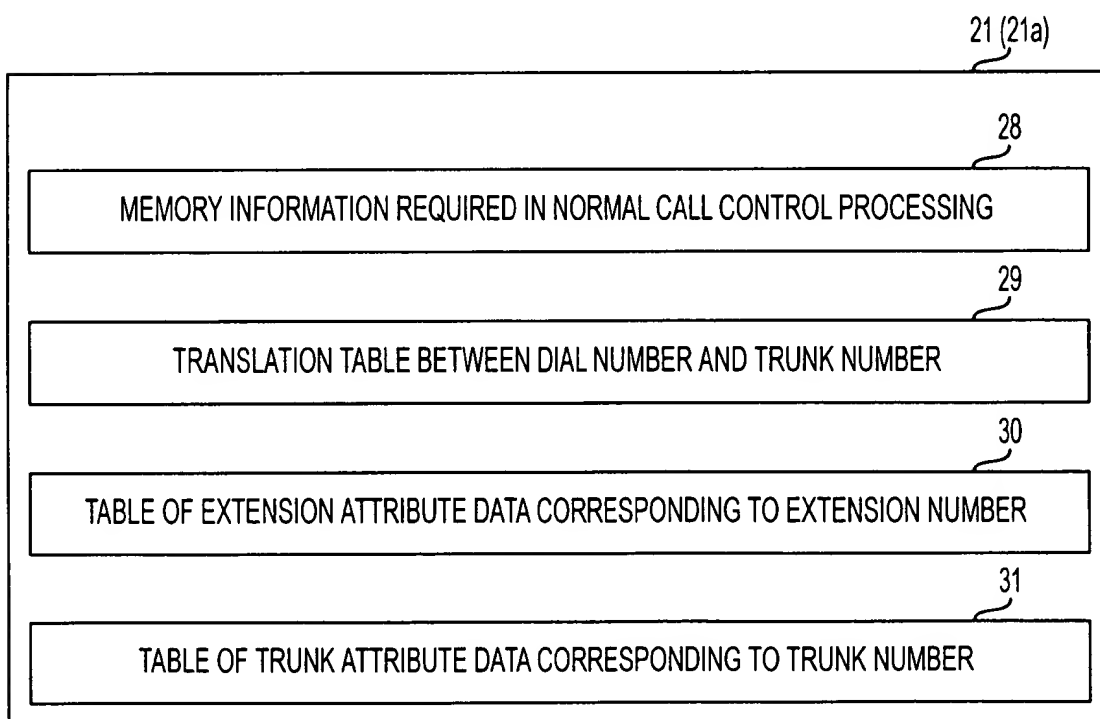 21 (21a)
28
MEMORY INFORMATION REQUIRED IN NORMAL CALL CONTROL PROCESSING
29
TRANSLATION TABLE BETWEEN DIAL NUMBER AND TRUNK NUMBER
30
TABLE OF EXTENSION ATTRIBUTE DATA CORRESPONDING TO EXTENSION NUMBER
31
TABLE OF TRUNK ATTRIBUTE DATA CORRESPONDING TO TRUNK NUMBER